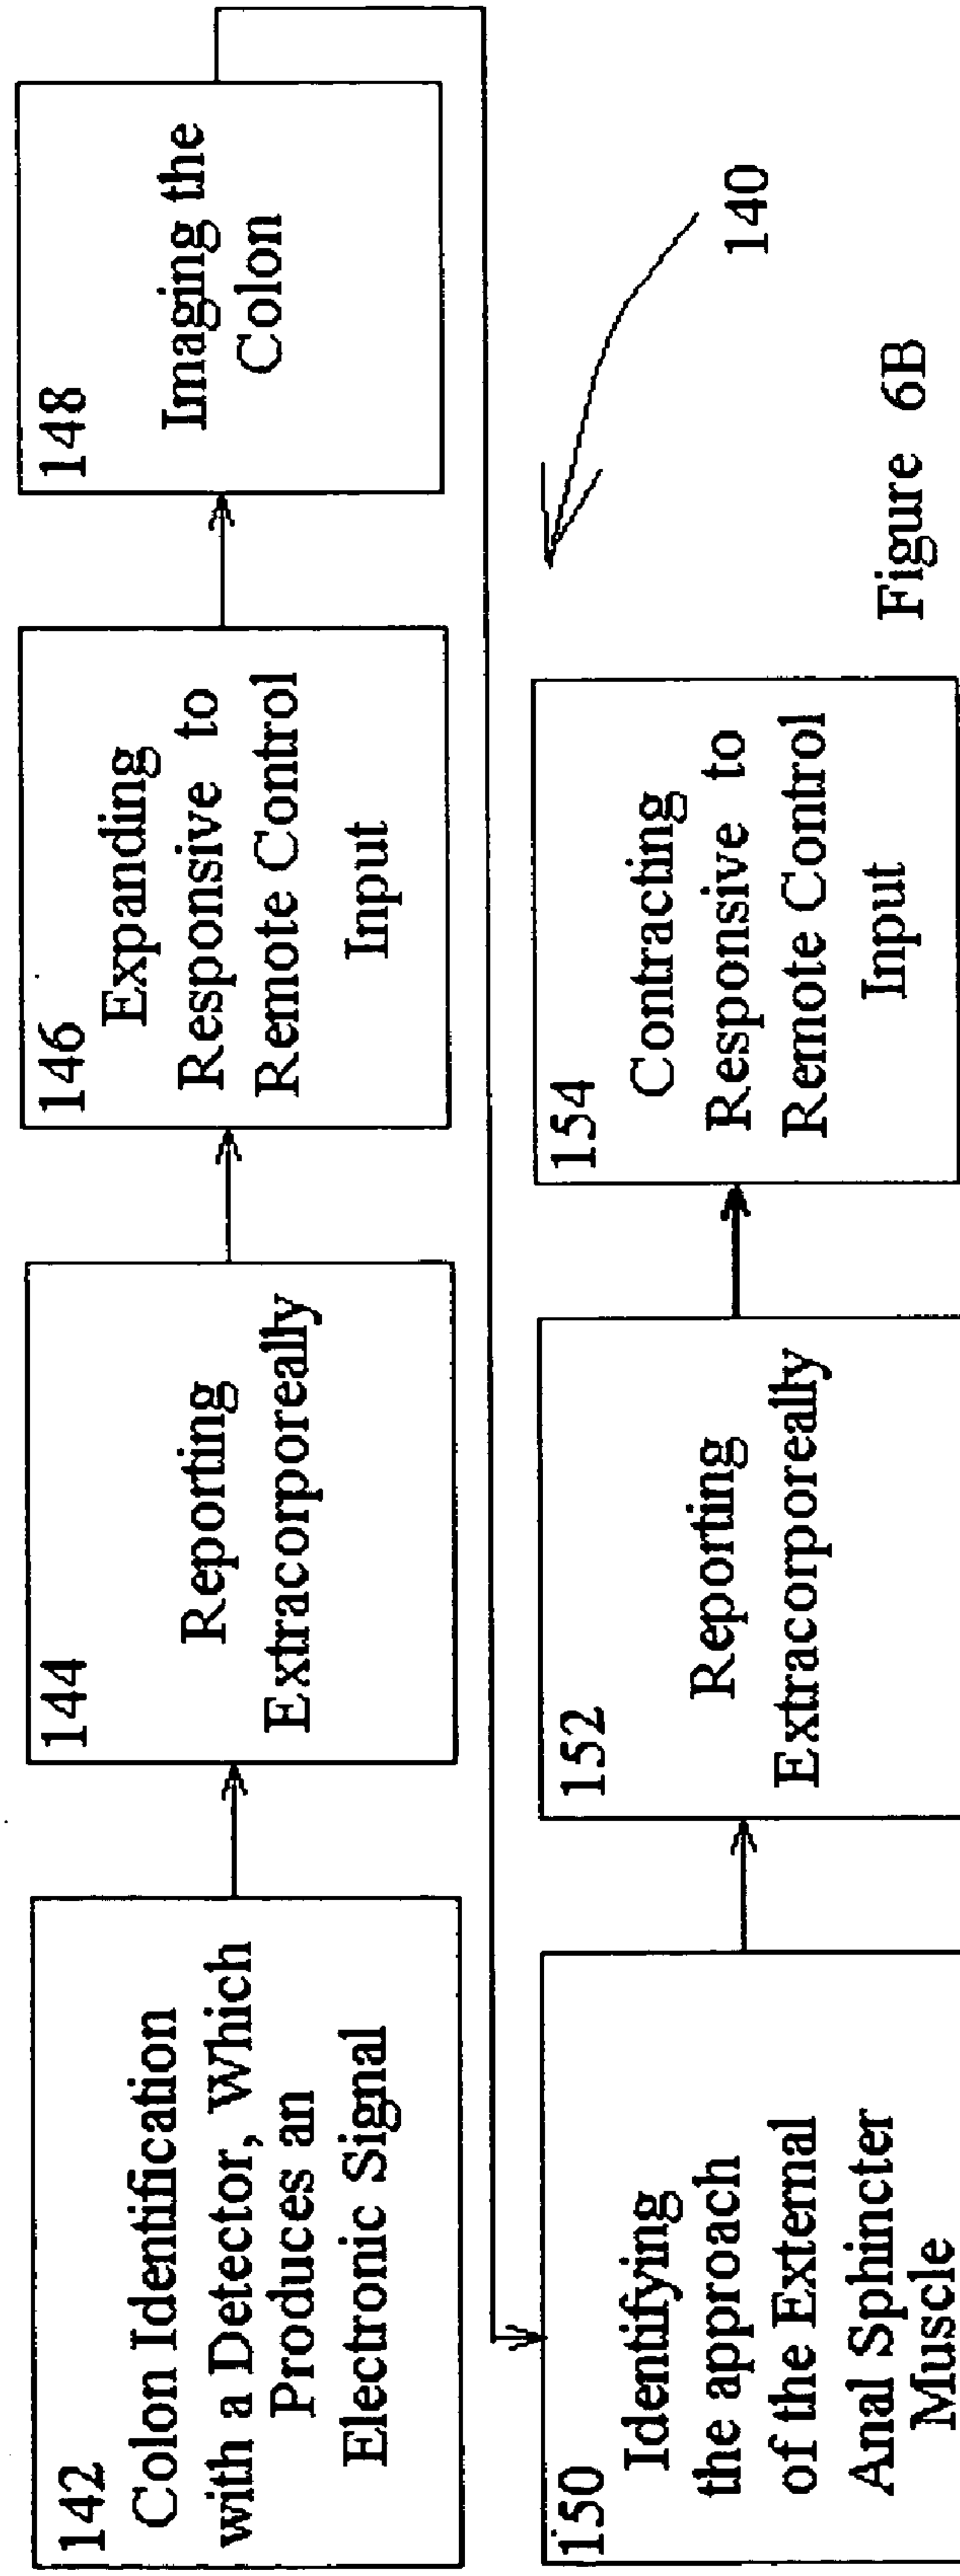 142
Colon Identification
with a Detector, Which
Produces an
Electronic Signal
144
Reporting
Extracorporeally
146
Expanding
Responsive to
Remote Control
Input
148
Imaging the
Colon
150
Identifying
the approach
of the External
Anal Sphincter
Muscle
152
Reporting
Extracorporeally
154
Contracting
Responsive to
Remote Control
Input
140
Figure 6B